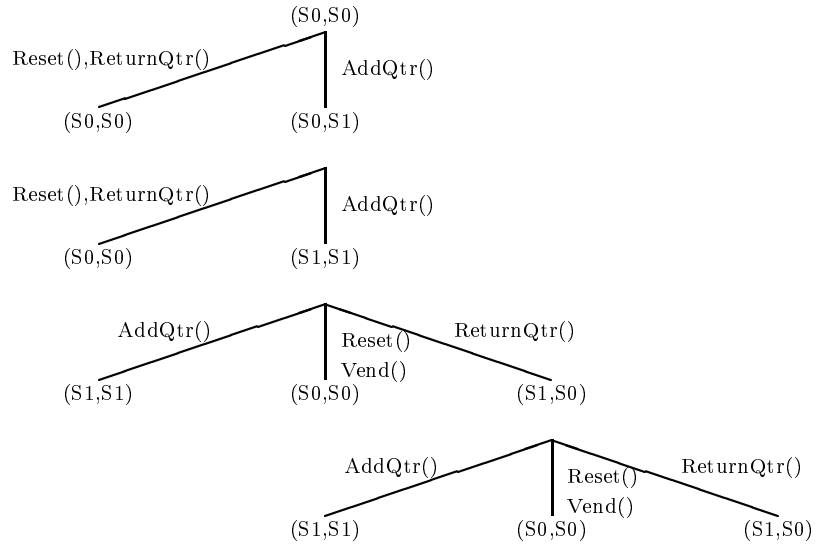 (S0,S0)
Reset(),ReturnQtr()
AddQtr()
(S0,S0)
(S0,S1)
Reset(),ReturnQtr()
AddQtr()
(S0,S0)
(S1,S1)
AddQtr()
Reset()
Vend()
ReturnQtr()
(S1,S1)
(S0,S0)
(S1,S0)
AddQtr()
Reset()
Vend()
ReturnQtr()
(S1,S1)
(S0,S0)
(S1,S0)